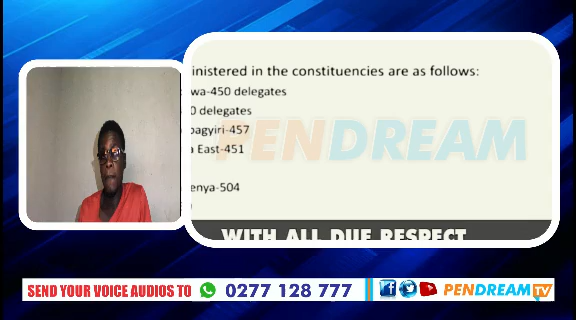 inistered in the constituencies are as follows:
wa-450 delegates
0 delegates
agyiri-457
East-451
PENDREAM
enya-504
WITH ALL DUE RESPECT
SEND YOUR VOICE AUDIOS TO 0277 128 777 PENDREAM TV